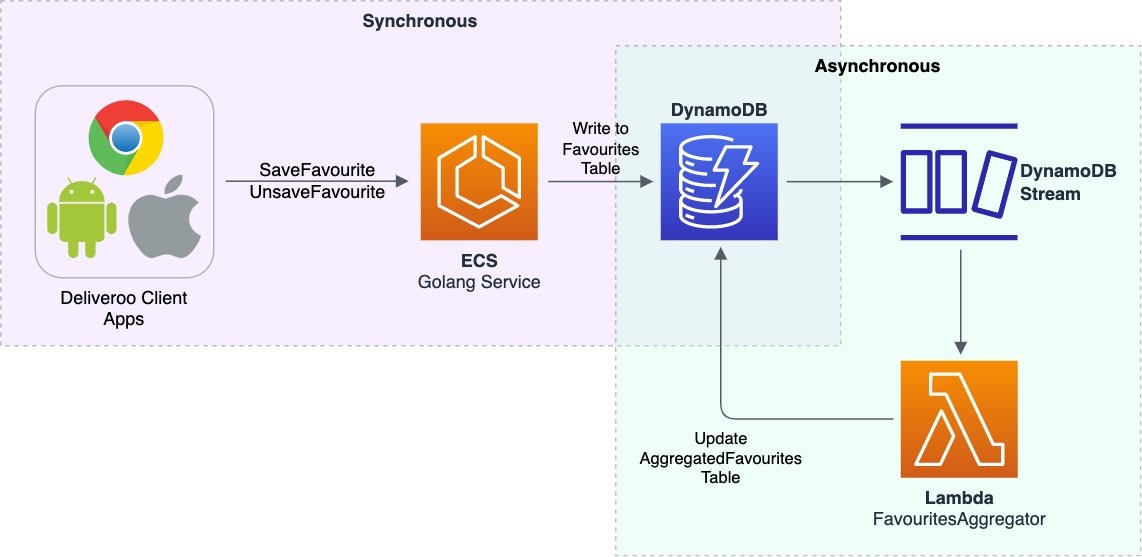 Synchronous
Asynchronous
SaveFavourite
UnsaveFavourite
Deliveroo Client
Apps
ECS
Golang Service
Write to
Favourites
Table
DynamoDB
DynamoDB
Stream
Update
AggregatedFavourites
Table
Lambda
FavouritesAggregator